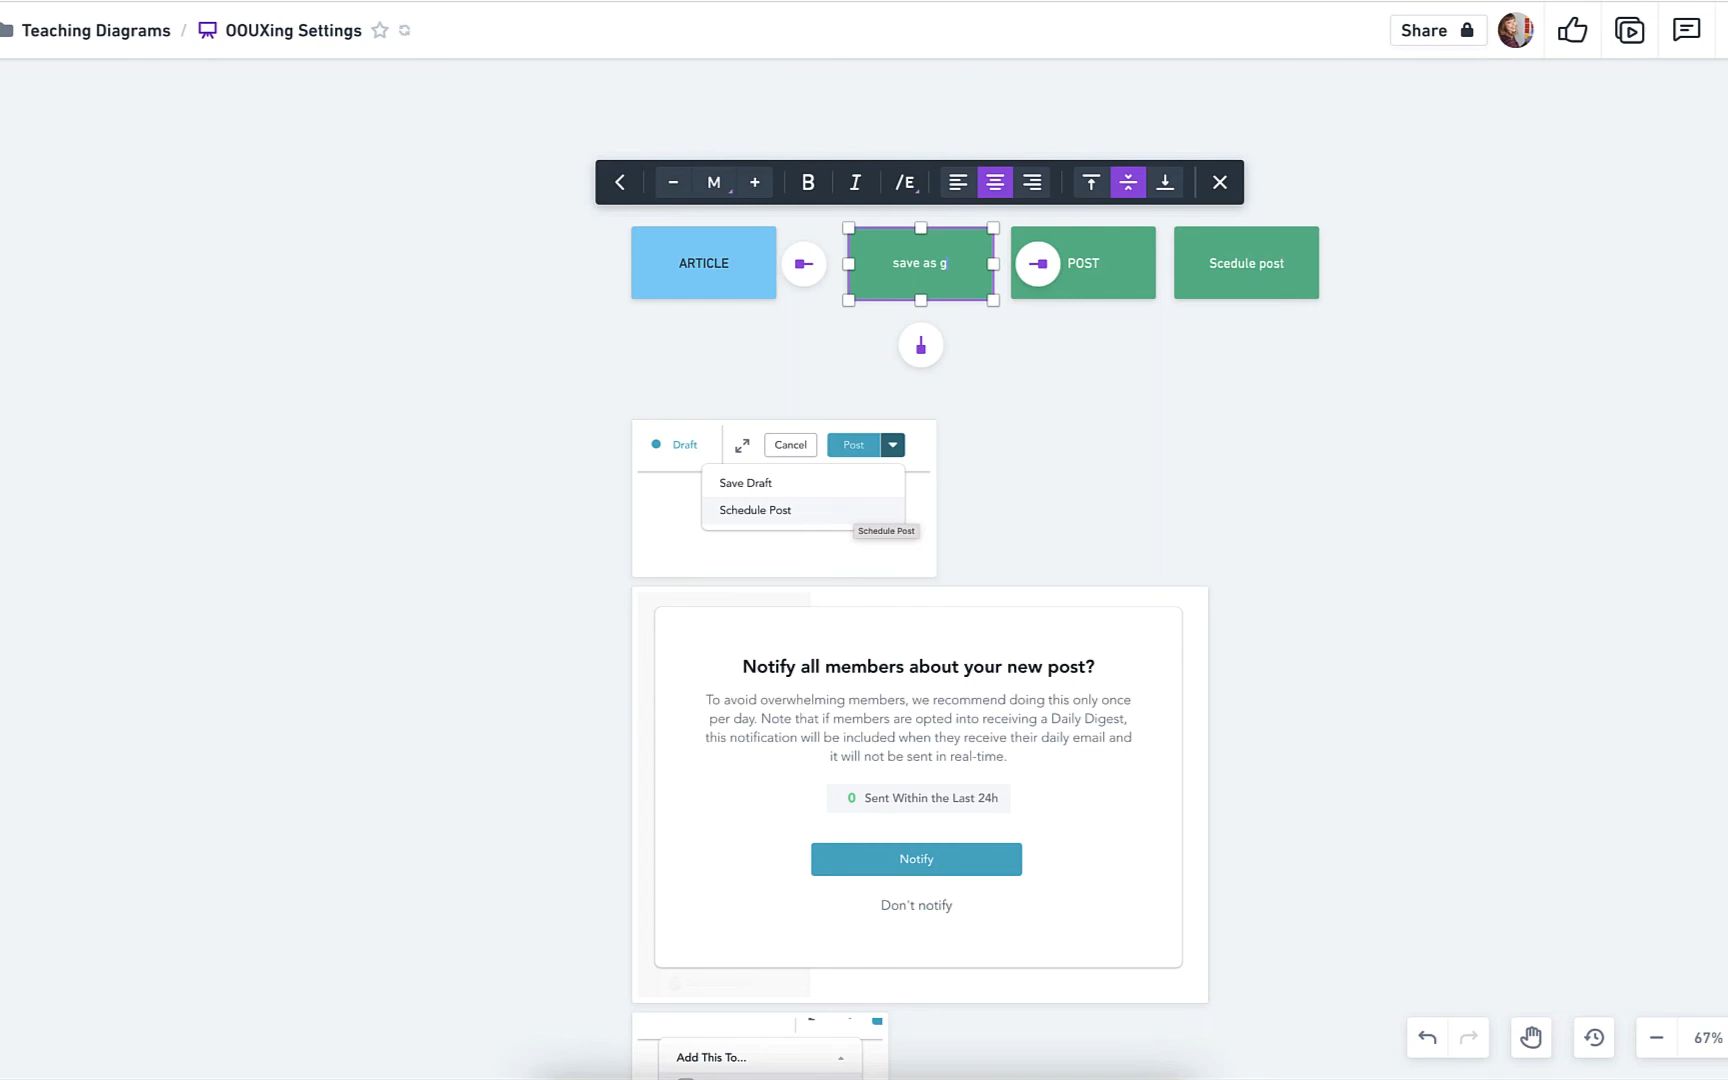 Teaching Diagrams / OOUXing Settings
Share
M
B I /E
ARTICLE
save as g
POST
Scedule post
Draft
Cancel
Post
Save Draft
Schedule Post
Schedule Post
Notify all members about your new post?
To avoid overwhelming members, we recommend doing this only once
per day. Note that if members are opted into receiving a Daily Digest,
this notification will be included when they receive their daily email and
it will not be sent in real-time.
0 Sent Within the Last 24h
Notify
Don't notify
Add This To...
67%